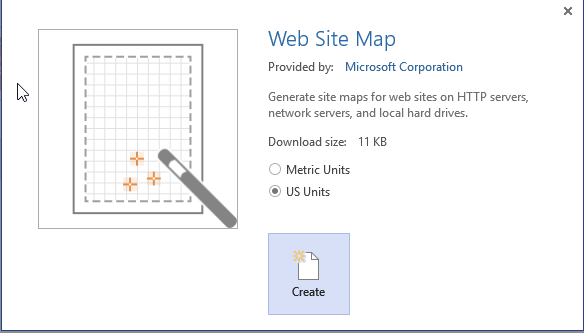 Web Site Map
Provided by: Microsoft Corporation
Generate site maps for web sites on HTTP servers,
network servers, and local hard drives.
Download size: 11 KB
Metric Units
US Units
Create